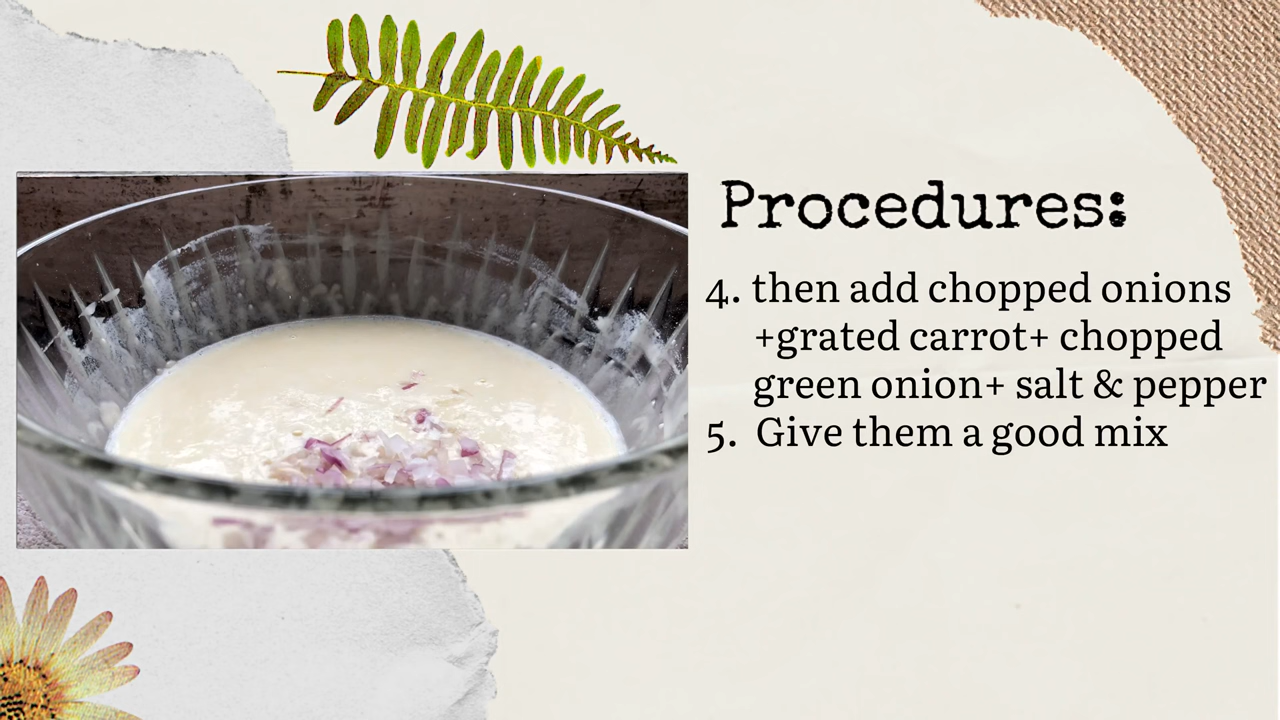 Procedures:
4. then add chopped onions
+grated carrot+ chopped
green onion+ salt & pepper
5. Give them a good mix